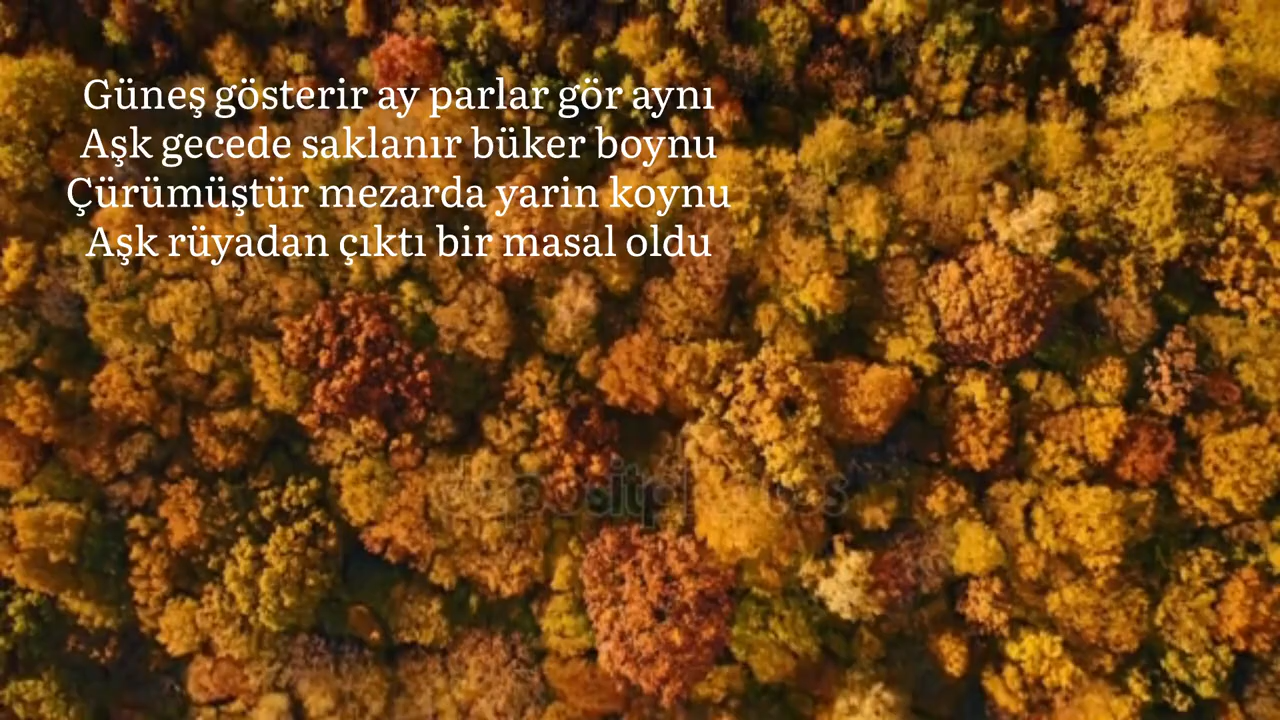 Güneş gösterir ay parlar gör aynı
Aşk gecede saklanır büker boynu
Çürümüştür mezarda yarin koynu
Aşk rüyadan çıktı bir masal oldu
depositphotos